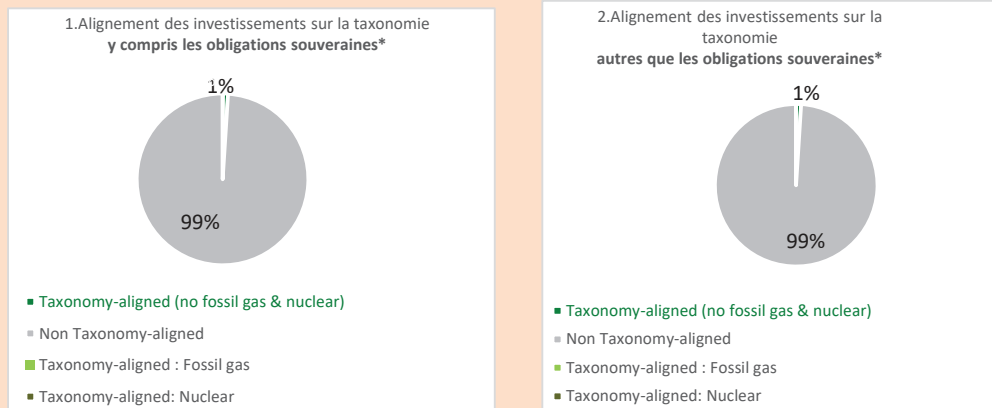 1.Alignement des investissements sur la taxonomie
y compris les obligations souveraines*
1%
99%
Taxonomy-aligned (no fossil gas & nuclear)
Non Taxonomy-aligned
Taxonomy-aligned : Fossil gas
Taxonomy-aligned: Nuclear
2.Alignement des investissements sur la
taxonomie
autres que les obligations souveraines*
1%
99%
Taxonomy-aligned (no fossil gas & nuclear)
Non Taxonomy-aligned
Taxonomy-aligned : Fossil gas
Taxonomy-aligned: Nuclear